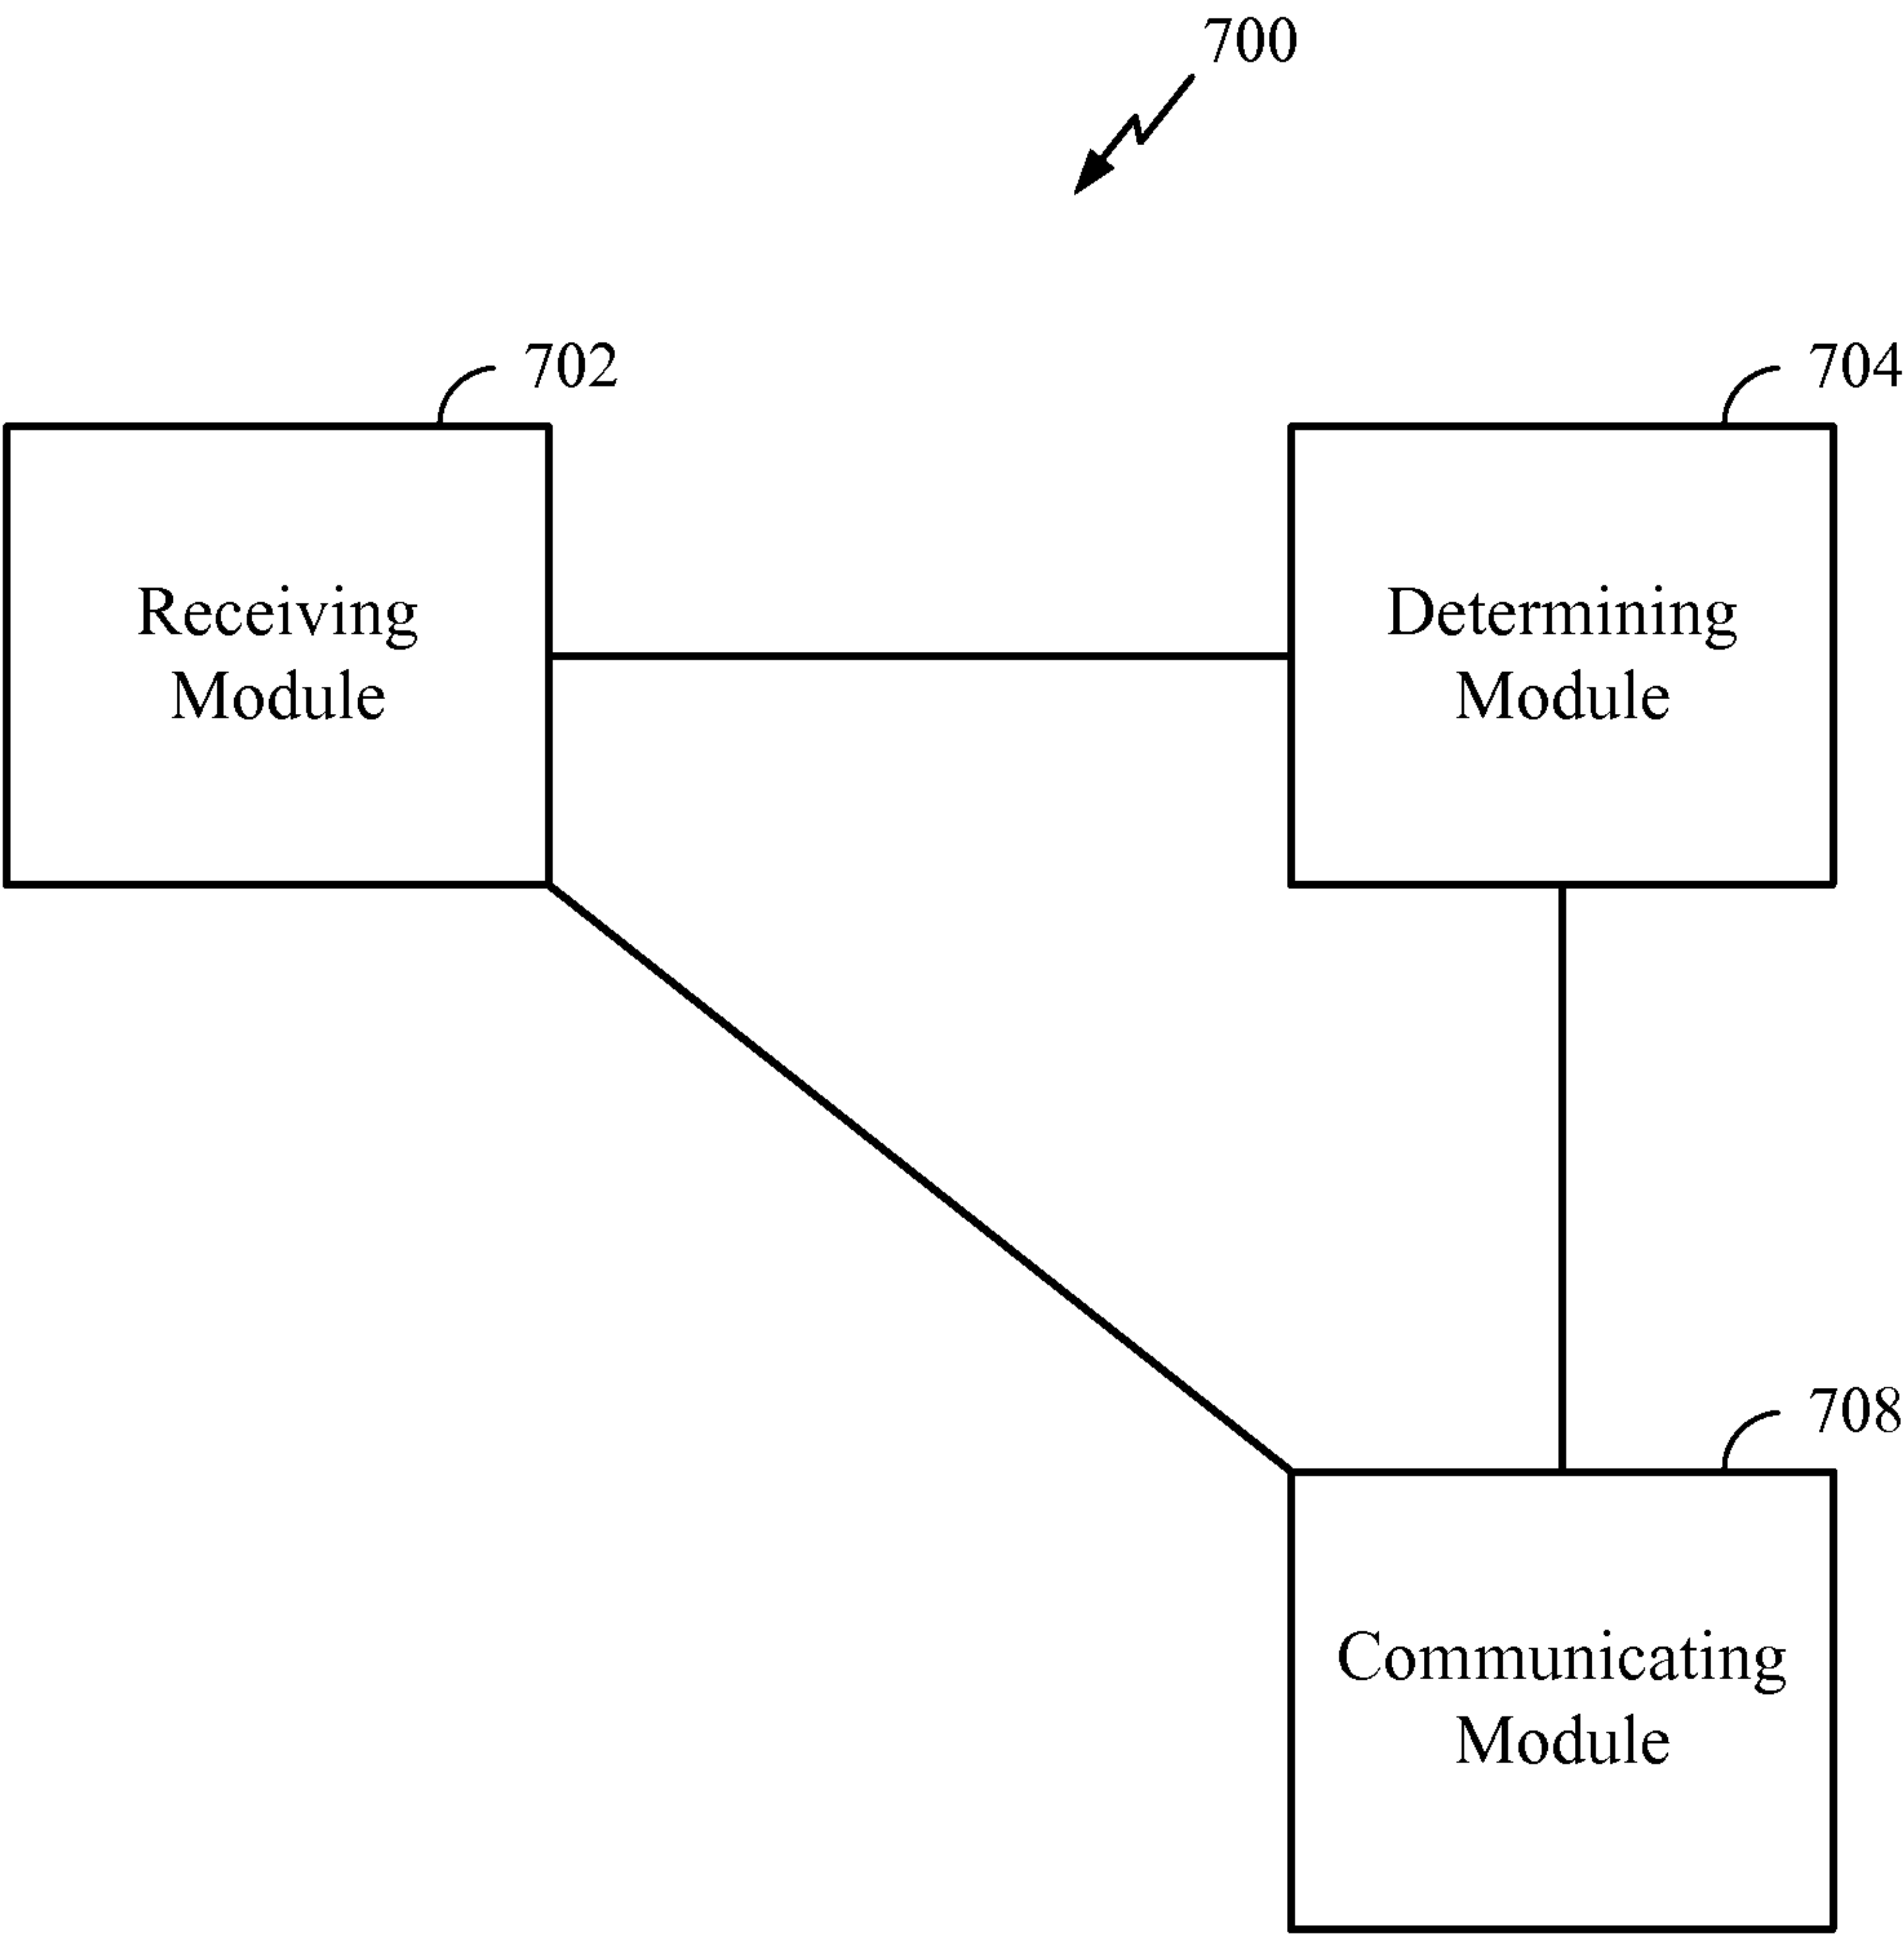 700
702
704
Receiving
Module
Determining
Module
708
Communicating
Module